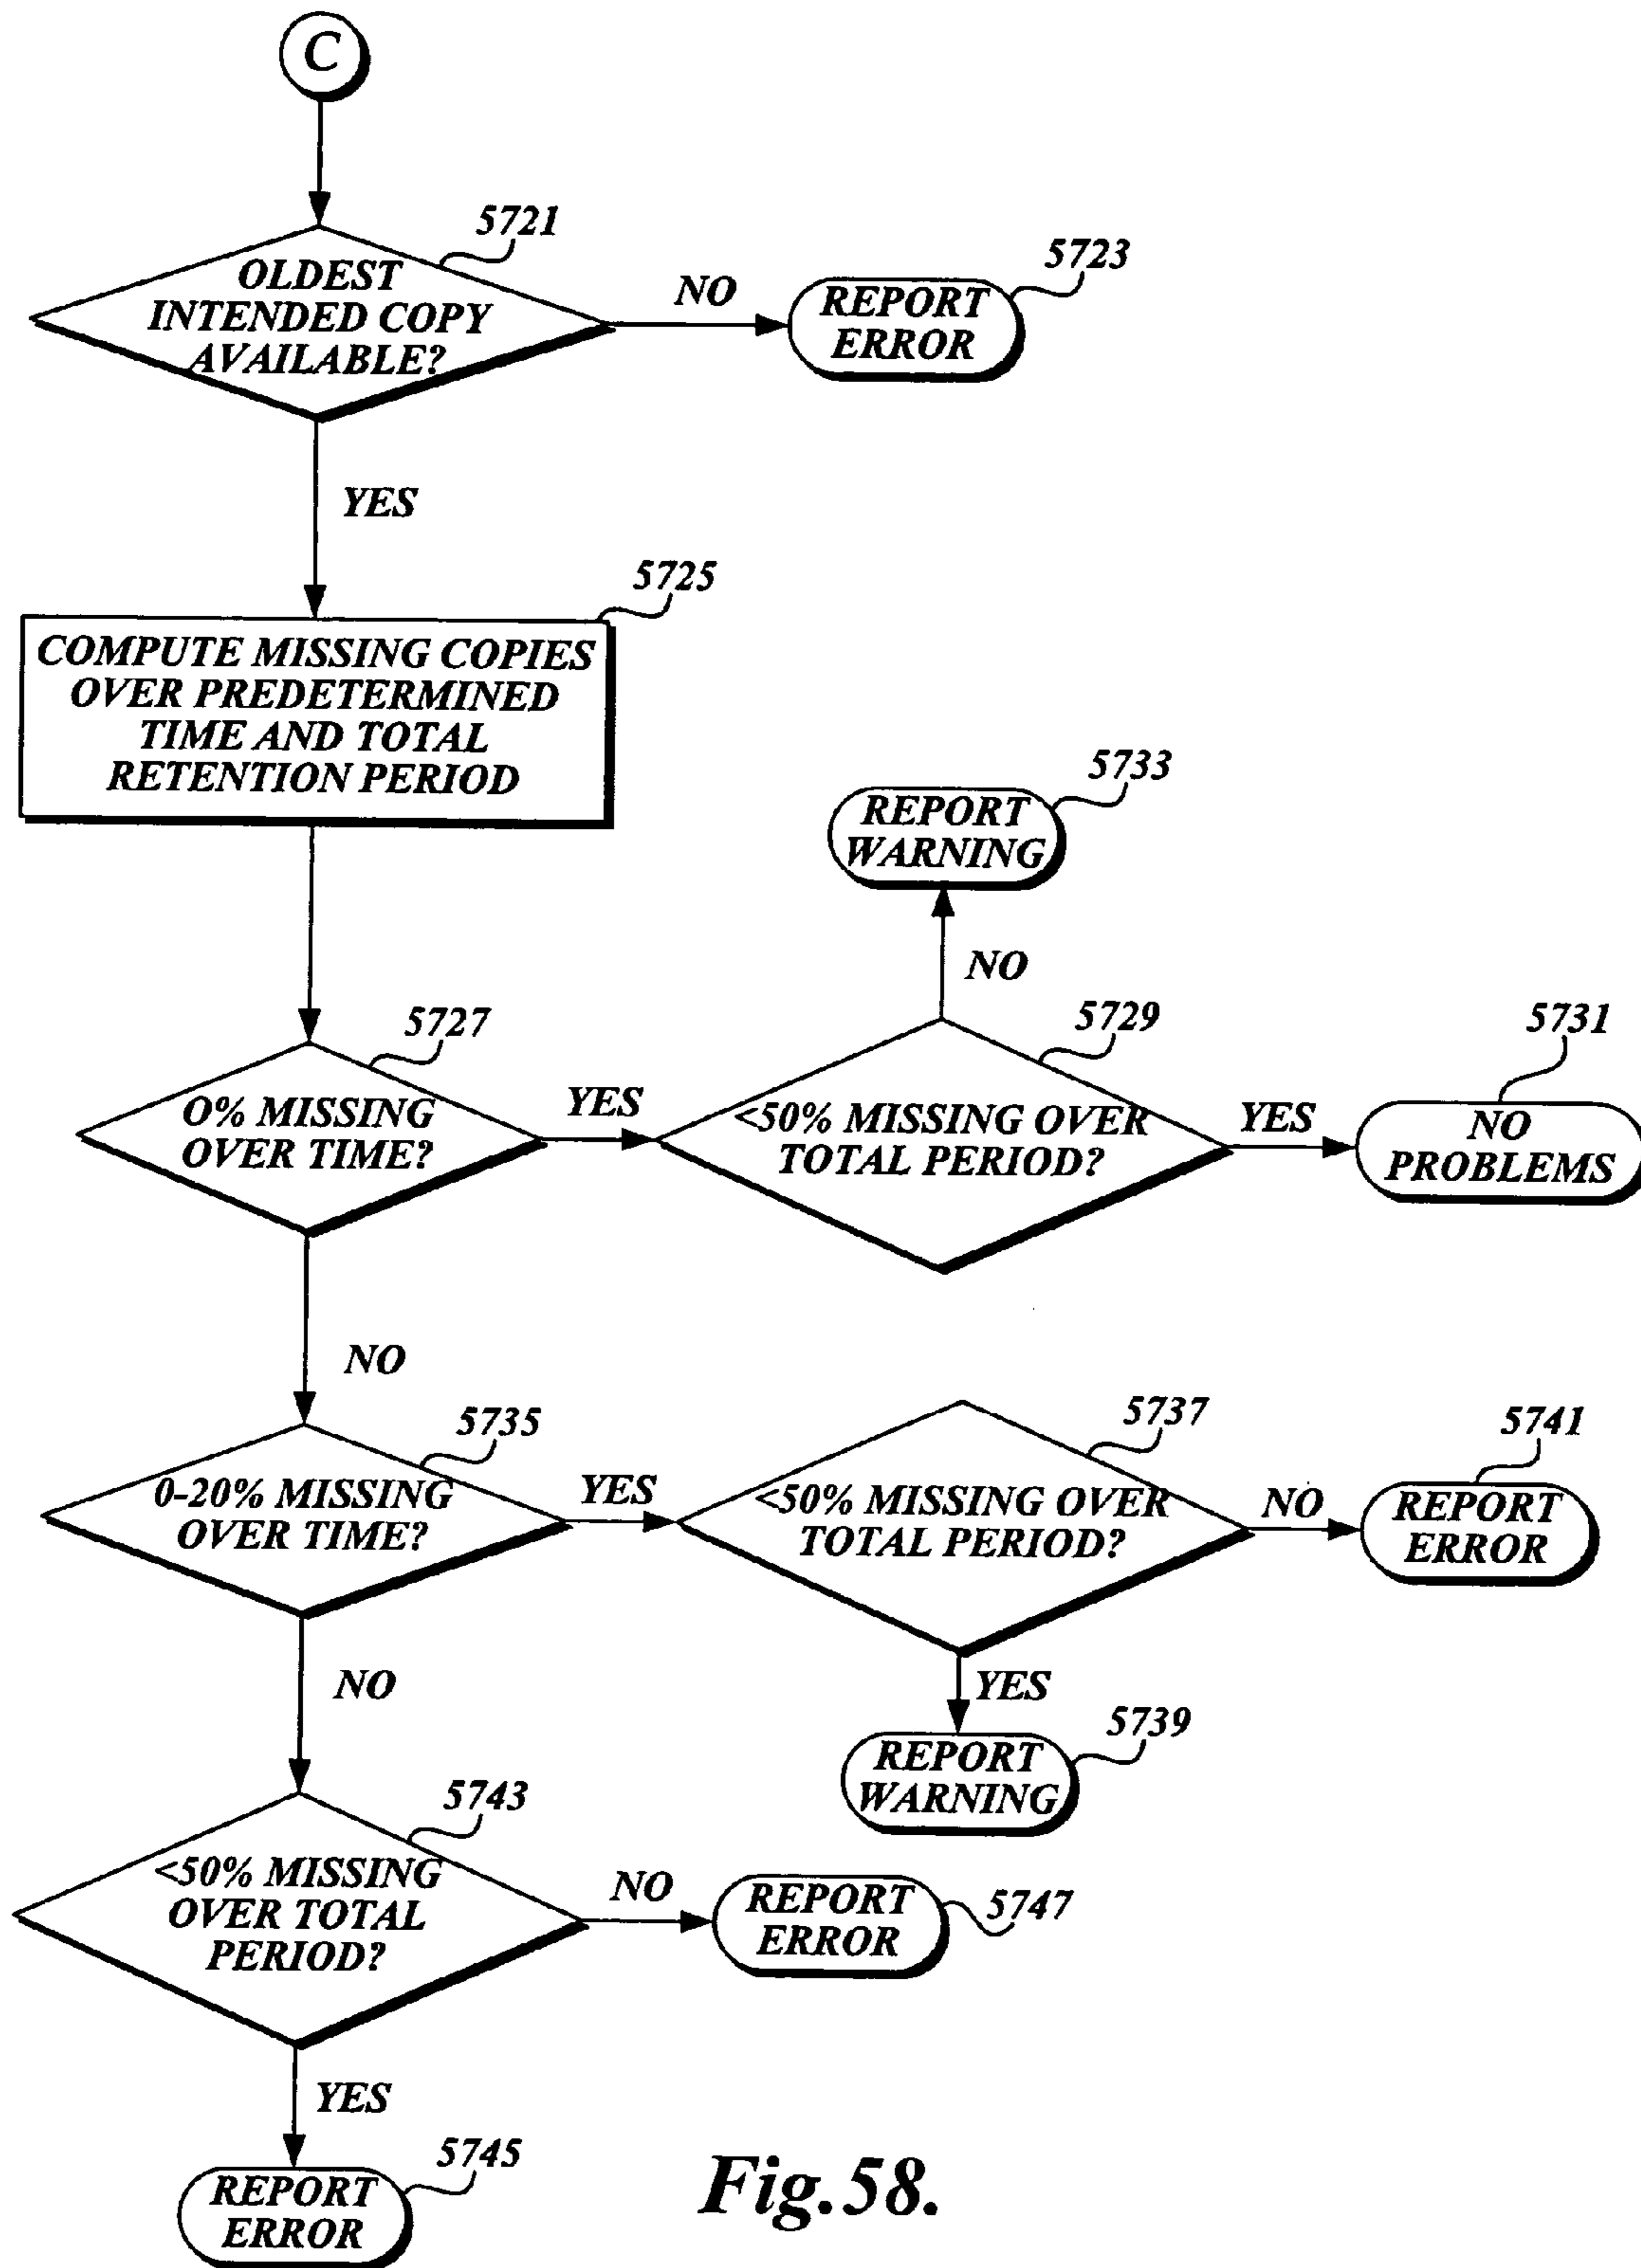 C
5721
OLDEST
INTENDED COPY
AVAILABLE?
NO
5723
REPORT
ERROR
YES
5725
COMPUTE MISSING COPIES
OVER PREDETERMINED
TIME AND TOTAL
RETENTION PERIOD
5733
REPORT
WARNING
NO
5727
0% MISSING
OVER TIME?
YES
5729
<50% MISSING OVER
TOTAL PERIOD?
YES
5731
NO
PROBLEMS
NO
5735
0-20% MISSING
OVER TIME?
YES
5737
<50% MISSING OVER
TOTAL PERIOD?
NO
5741
REPORT
ERROR
YES
5739
REPORT
WARNING
NO
5743
<50% MISSING
OVER TOTAL
PERIOD?
NO
REPORT
ERROR
5747
YES
5745
REPORT
ERROR
Fig.58.